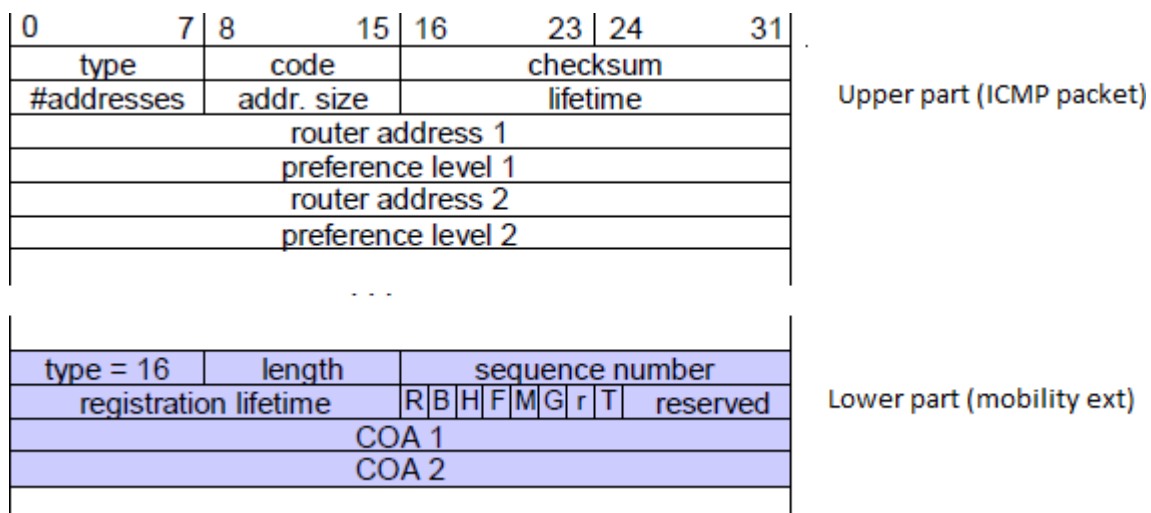 0 7 8 15 16 23 24 31
type code checksum
#addresses addr. size lifetime
Upper part (ICMP packet)
router address 1
preference level 1
router address 2
preference level 2
. . .
type = 16 length sequence number
registration lifetime R B H F M G r T reserved
Lower part (mobility ext)
COA 1
COA 2